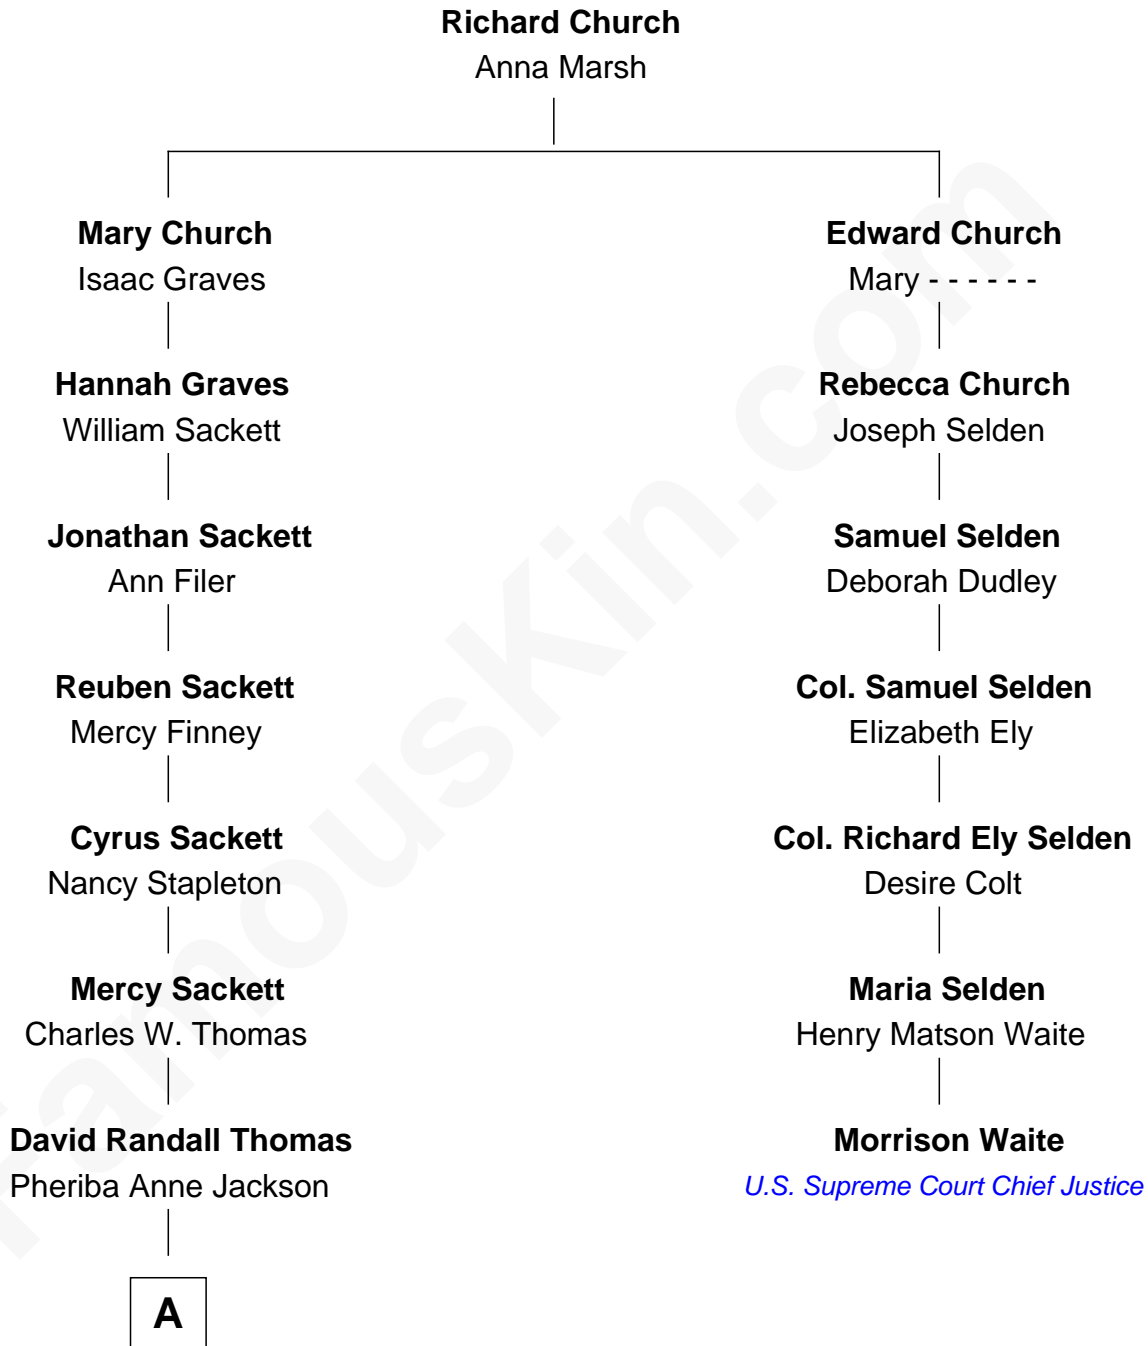 Richard Church
Anna Marsh
Mary Church
Isaac Graves
Edward Church
Mary - - - - - -
Hannah Graves
William Sackett
Rebecca Church
Joseph Selden
Jonathan Sackett
Ann Filer
Samuel Selden
Deborah Dudley
Reuben Sackett
Mercy Finney
Col. Samuel Selden
Elizabeth Ely
Cyrus Sackett
Nancy Stapleton
Col. Richard Ely Selden
Desire Colt
Mercy Sackett
Charles W. Thomas
Maria Selden
Henry Matson Waite
David Randall Thomas
Pheriba Anne Jackson
Morrison Waite
U.S. Supreme Court Chief Justice
A
FamousKin.com